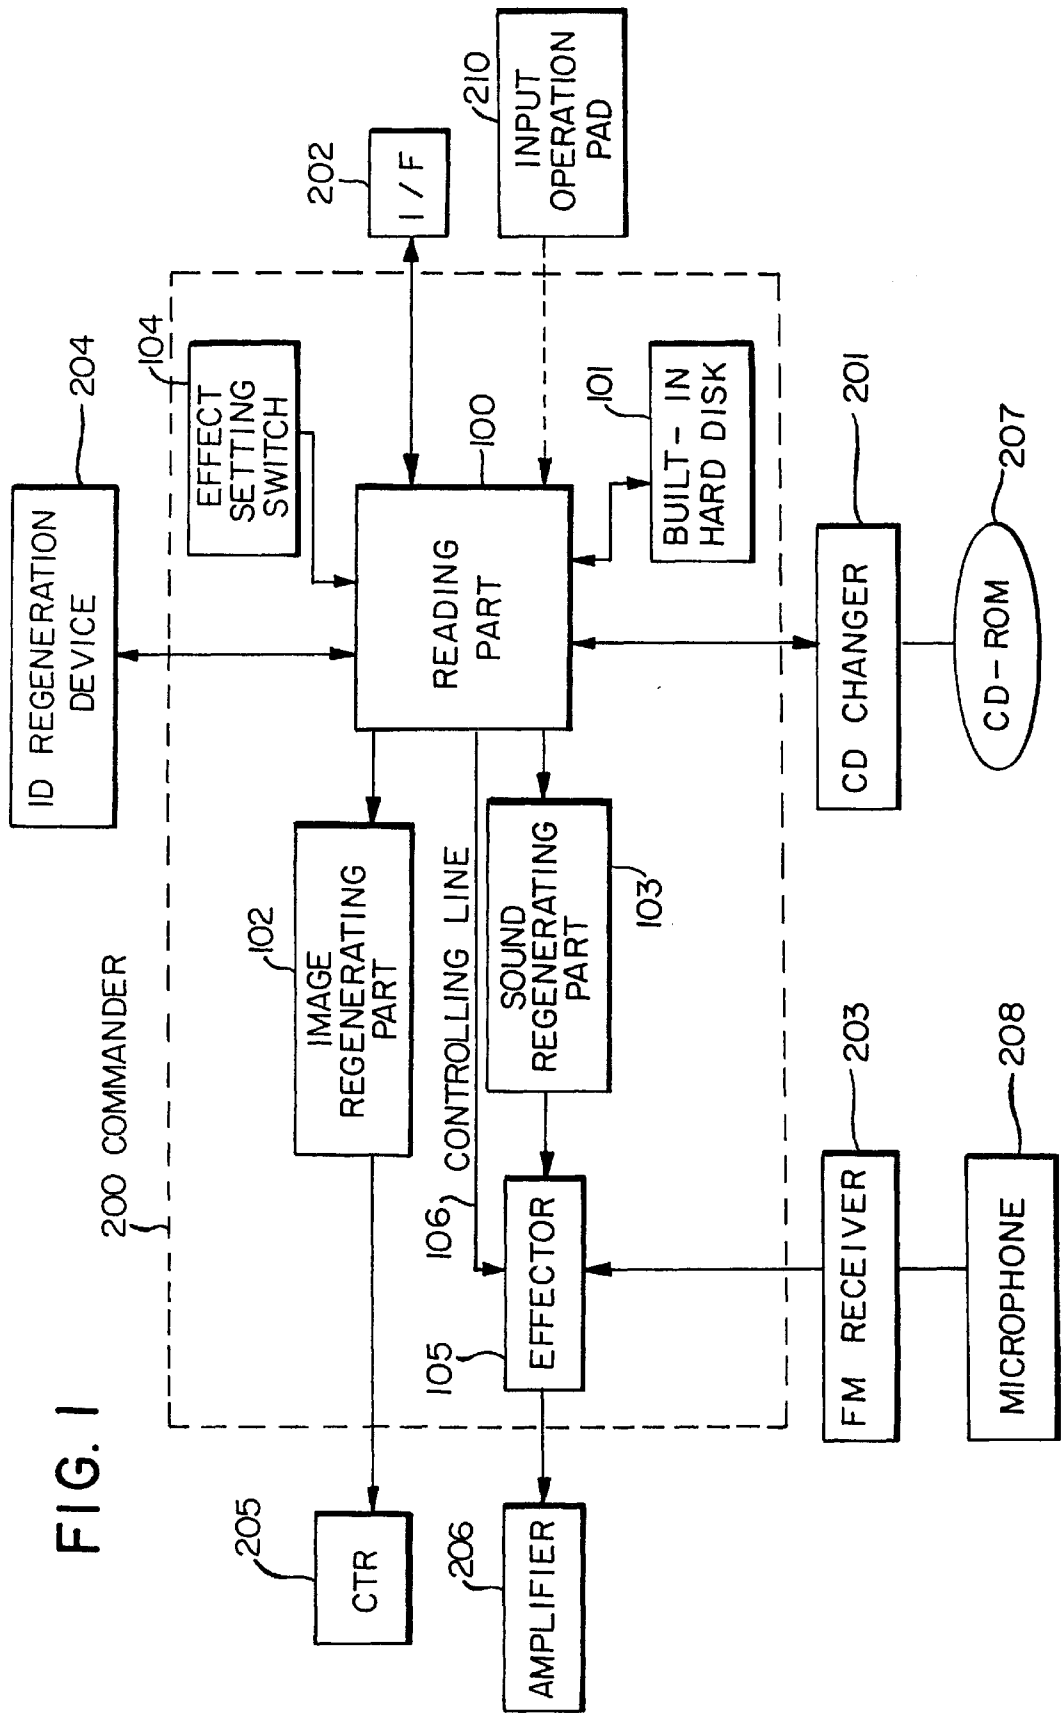 FIG. 1
200 COMMANDER
204
ID REGENERATION
DEVICE
104
EFFECT
SETTING
SWITCH
202
I/F
210
INPUT
OPERATION
PAD
205
CTR
102
IMAGE
REGENERATING
PART
100
READING
PART
106
CONTROLLING LINE
206
AMPLIFIER
105
EFFECTOR
SOUND
REGENERATING
PART
103
101
BUILT-IN
HARD DISK
FM RECEIVER
203
MICROPHONE
208
CD CHANGER
201
CD-ROM
207